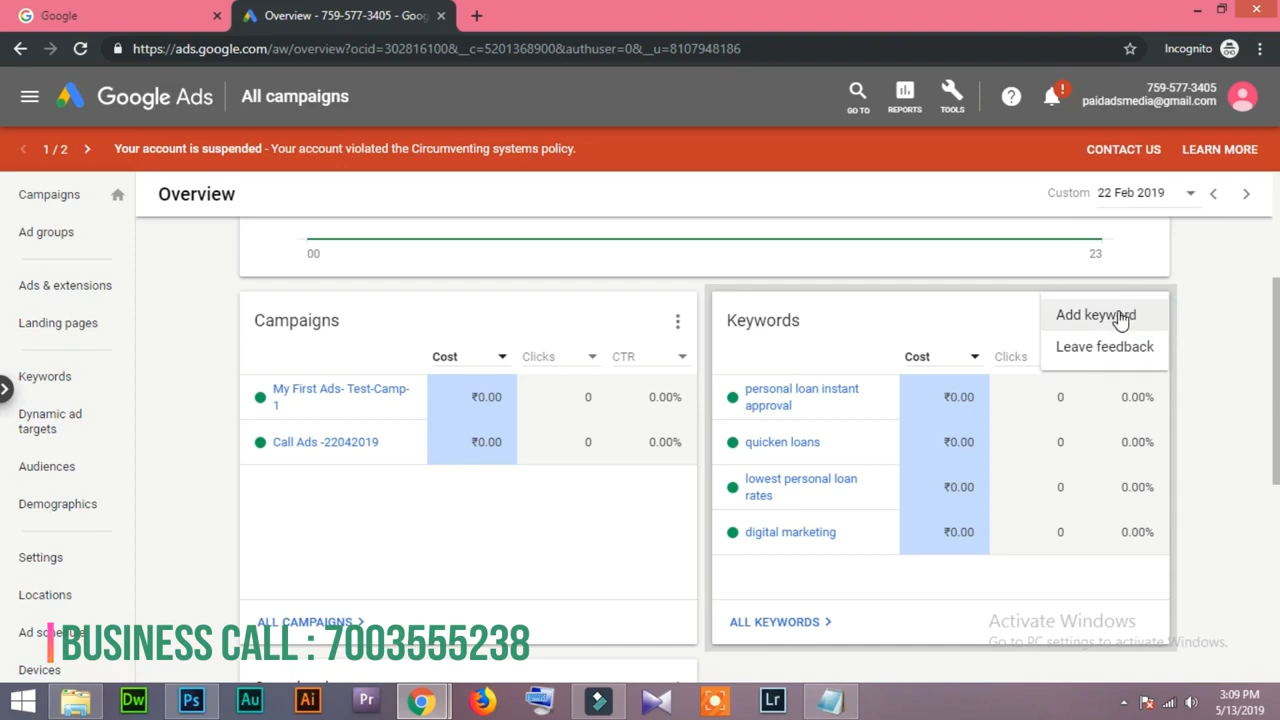 Google
Overview - 759-577-3405 - Goog
https://ads.google.com/aw/overview?ocid=302816100&__c=5201368900&authuser=0&__u=8107948186
Incognito
Google Ads
All campaigns
GO TO
REPORTS
TOOLS
759-577-3405
paidadsmedia@gmail.com
1 / 2
Your account is suspended - Your account violated the Circumventing systems policy.
CONTACT US
LEARN MORE
Campaigns
Ad groups
Ads & extensions
Landing pages
Keywords
Dynamic ad
targets
Audiences
Demographics
Settings
Locations
Devices
Overview
Custom
22 Feb 2019
00
23
Campaigns
Cost
Clicks
CTR
My First Ads- Test-Camp-
1
₹0.00
0
0.00%
Call Ads -22042019
₹0.00
0
0.00%
ALL CAMPAIGNS
Keywords
Add keyword
Leave feedback
Cost
Clicks
personal loan instant
approval
₹0.00
0
0.00%
quicken loans
₹0.00
0
0.00%
lowest personal loan
rates
₹0.00
0
0.00%
digital marketing
₹0.00
0
0.00%
ALL KEYWORDS
Activate Windows
Go to PC settings to activate Windows.
BUSINESS CALL : 7003555238
Dw
Ps
Au
Ai
Pr
Lr
3:09 PM
5/13/2019